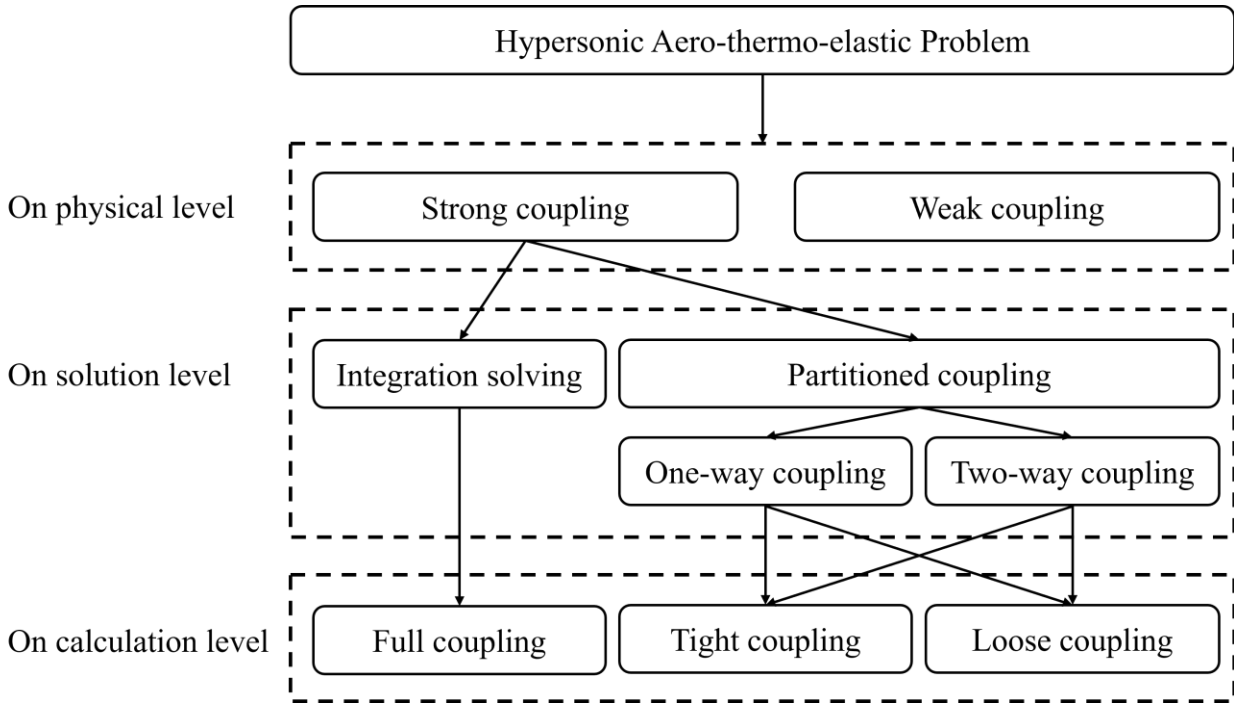 Hypersonic Aero-thermo-elastic Problem
On physical level
Strong coupling
Weak coupling
On solution level
Integration solving
Partitioned coupling
One-way coupling
Two-way coupling
On calculation level
Full coupling
Tight coupling
Loose coupling